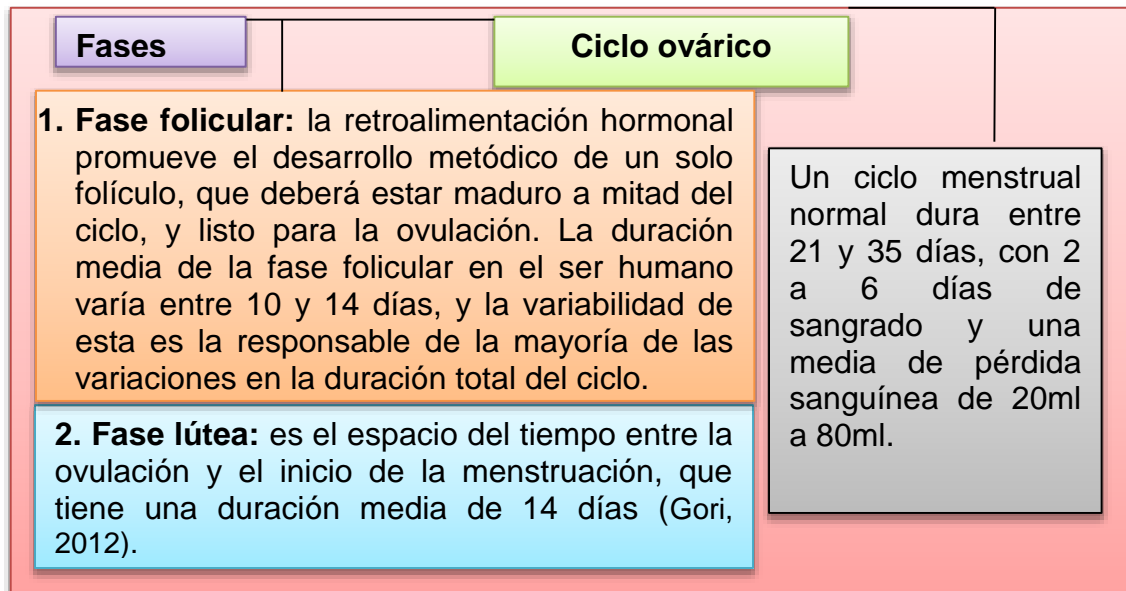 Fases
Ciclo ovárico
1. Fase folicular: la retroalimentación hormonal
promueve el desarrollo metódico de un solo
folículo, que deberá estar maduro a mitad del
ciclo, y listo para la ovulación. La duración
media de la fase folicular en el ser humano
varía entre 10 y 14 días, y la variabilidad de
esta es la responsable de la mayoría de las
variaciones en la duración total del ciclo.
2. Fase lútea: es el espacio del tiempo entre la
ovulación y el inicio de la menstruación, que
tiene una duración media de 14 días (Gori,
2012).
Un ciclo menstrual
normal dura entre
21 y 35 días, con 2
a 6 días de
sangrado y una
media de pérdida
sanguínea de 20ml
a 80ml.